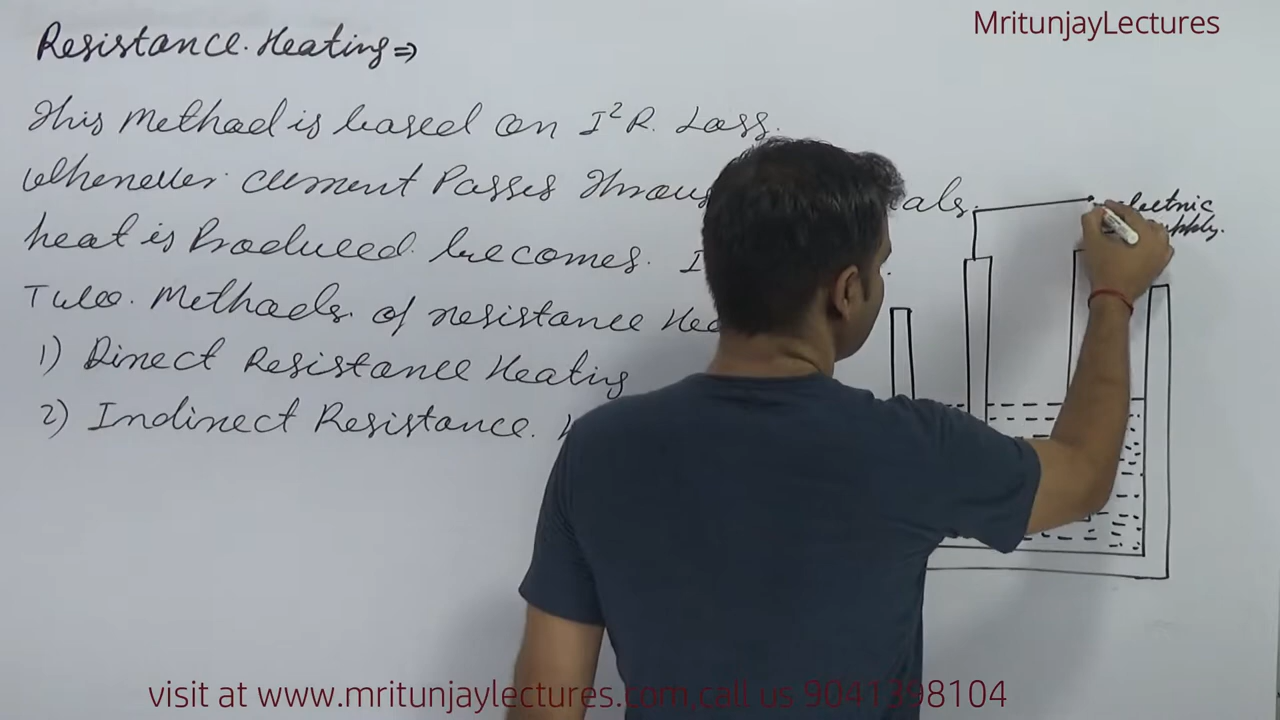 MritunjayLectures
Resistance Heating ⇒
This Method is based on I²R. Loss.
Whenever current Passes
heat is Produced becomes. I
Two. Methods of resistance
1) Direct Resistance Heating
2) Indirect Resistance.
visit at www.mritunjaylectures.com,call us 9041398104